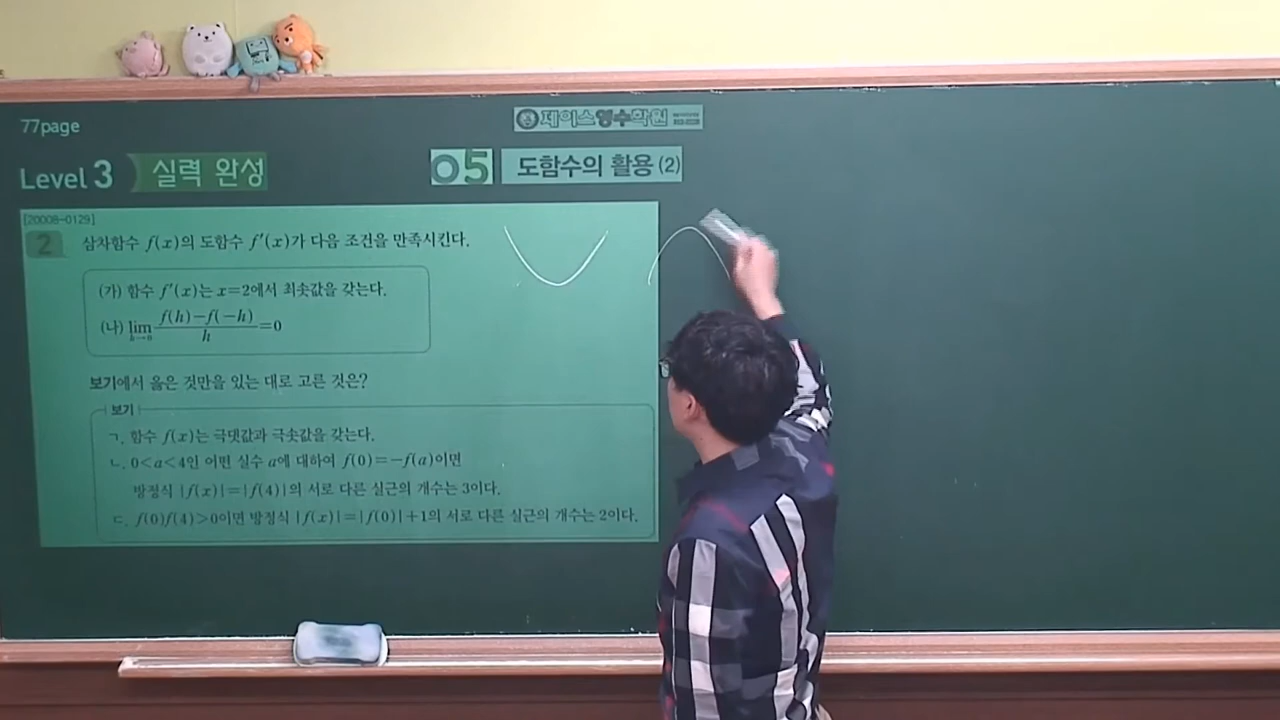 77page
제이스영수학원
Level 3 실력 완성
05 도함수의 활용 (2)
[20008-0129]
2 삼차함수 f(x)의 도함수 f'(x)가 다음 조건을 만족시킨다.
(가) 함수 f'(x)는 x=2에서 최솟값을 갖는다.
(나) lim h→0 f(h)-f(-h)/h =0
보기에서 옳은 것만을 있는 대로 고른 것은?
보기
ㄱ. 함수 f(x)는 극댓값과 극솟값을 갖는다.
ㄴ. 0<a<4인 어떤 실수 a에 대하여 f(0)=-f(a)이면
방정식 |f(x)|=|f(4)|의 서로 다른 실근의 개수는 3이다.
ㄷ. f(0)f(4)>0이면 방정식 |f(x)|=|f(0)|+1의 서로 다른 실근의 개수는 2이다.